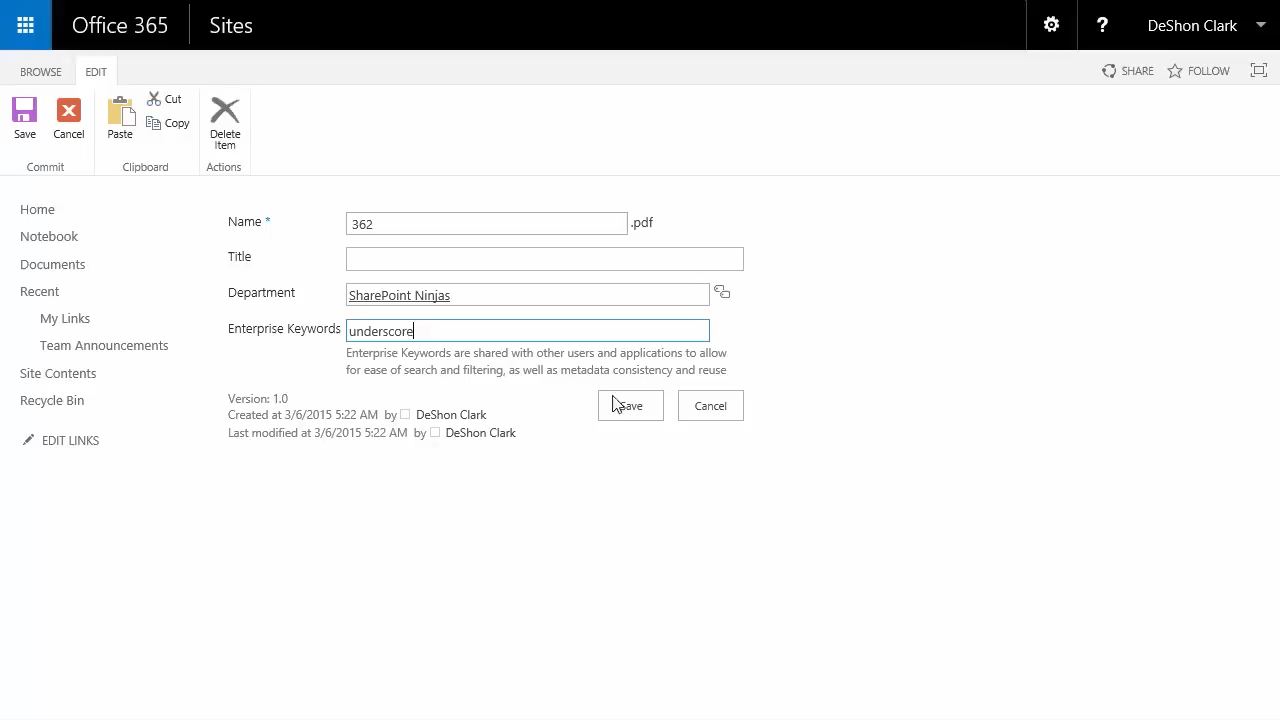 Office 365 Sites ? DeShon Clark
BROWSE EDIT SHARE FOLLOW
Save Cancel Paste Cut Copy Delete Item
Commit Clipboard Actions
Home
Notebook
Documents
Recent
My Links
Team Announcements
Site Contents
Recycle Bin
EDIT LINKS
Name * 362 .pdf
Title
Department SharePoint Ninjas
Enterprise Keywords underscore
Enterprise Keywords are shared with other users and applications to allow
for ease of search and filtering, as well as metadata consistency and reuse
Version: 1.0
Created at 3/6/2015 5:22 AM by DeShon Clark
Last modified at 3/6/2015 5:22 AM by DeShon Clark
Save Cancel